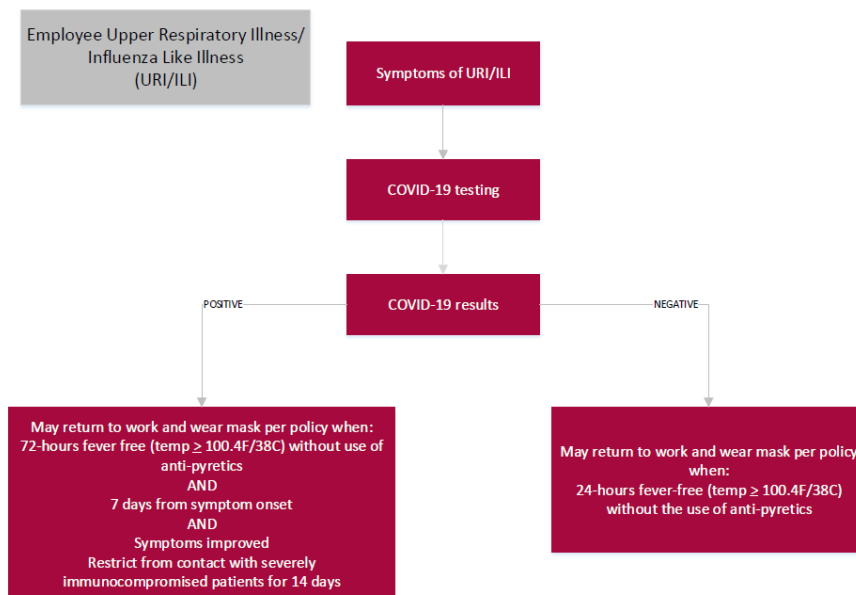 Employee Upper Respiratory Illness/
Influenza Like Illness
(URI/ILI)
Symptoms of URI/ILI
COVID-19 testing
COVID-19 results
POSITIVE
NEGATIVE
May return to work and wear mask per policy when:
72-hours fever free (temp ≥ 100.4F/38C) without use of
anti-pyretics
AND
7 days from symptom onset
AND
Symptoms improved
Restrict from contact with severely
immunocompromised patients for 14 days
May return to work and wear mask per policy
when:
24-hours fever-free (temp ≥ 100.4F/38C)
without the use of anti-pyretics